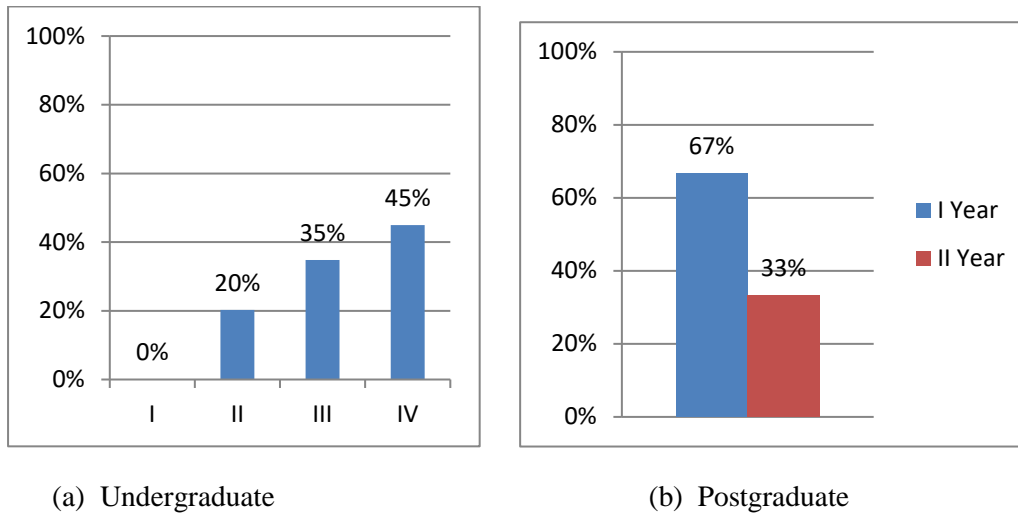 100%
80%
60%
40%
20%
0%
0%
20%
35%
45%
I
II
III
IV
(a) Undergraduate
100%
80%
60%
40%
20%
0%
67%
33%
I Year
II Year
(b) Postgraduate